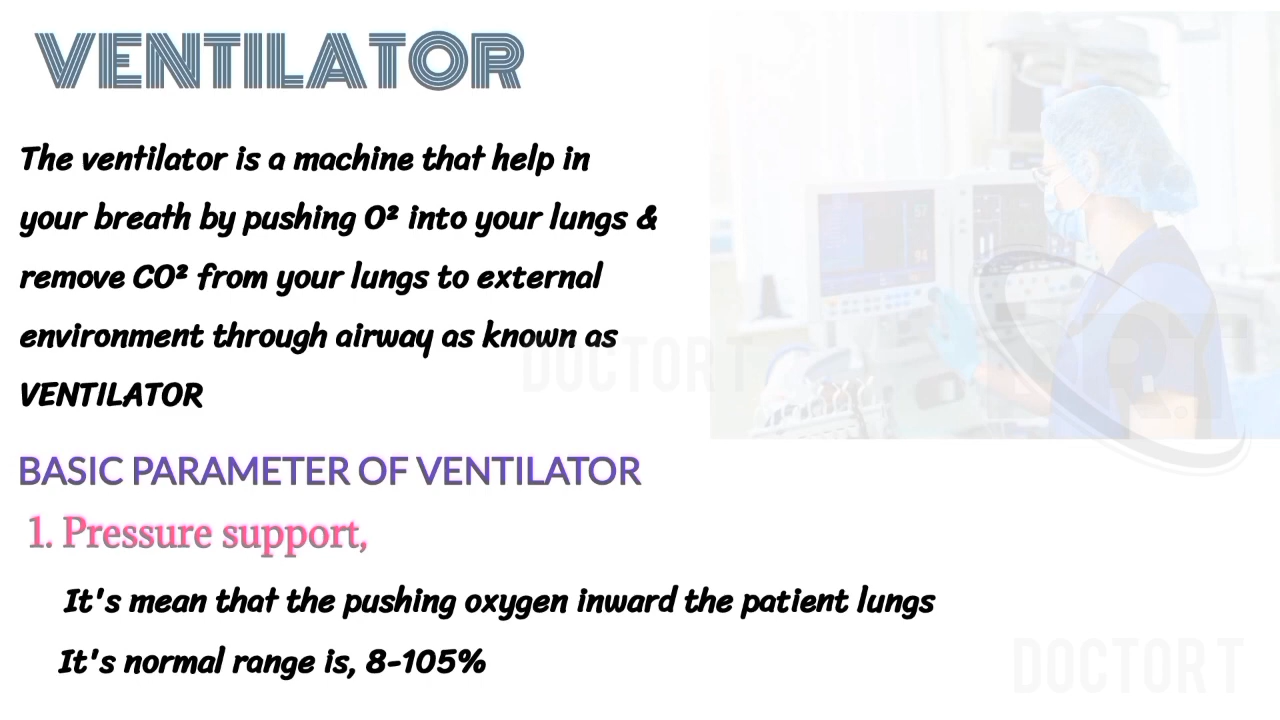 VENTILATOR
The ventilator is a machine that help in
your breath by pushing O² into your lungs &
remove CO² from your lungs to external
environment through airway as known as
VENTILATOR
DOCTOR T
BASIC PARAMETER OF VENTILATOR
1. Pressure support,
It's mean that the pushing oxygen inward the patient lungs
It's normal range is, 8-105%
DOCTOR T